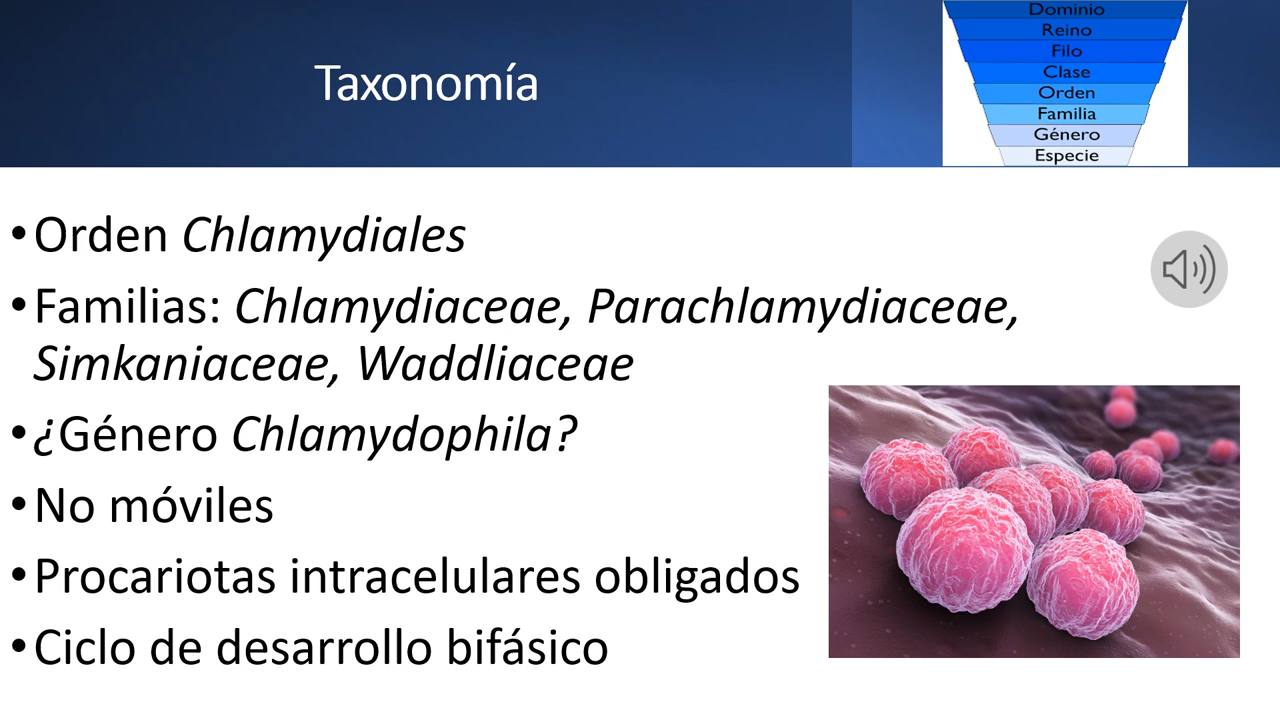 Taxonomía
Dominio
Reino
Filo
Clase
Orden
Familia
Género
Especie
•Orden Chlamydiales
•Familias: Chlamydiaceae, Parachlamydiaceae,
Simkaniaceae, Waddliaceae
•¿Género Chlamydophila?
•No móviles
•Procariotas intracelulares obligados
•Ciclo de desarrollo bifásico